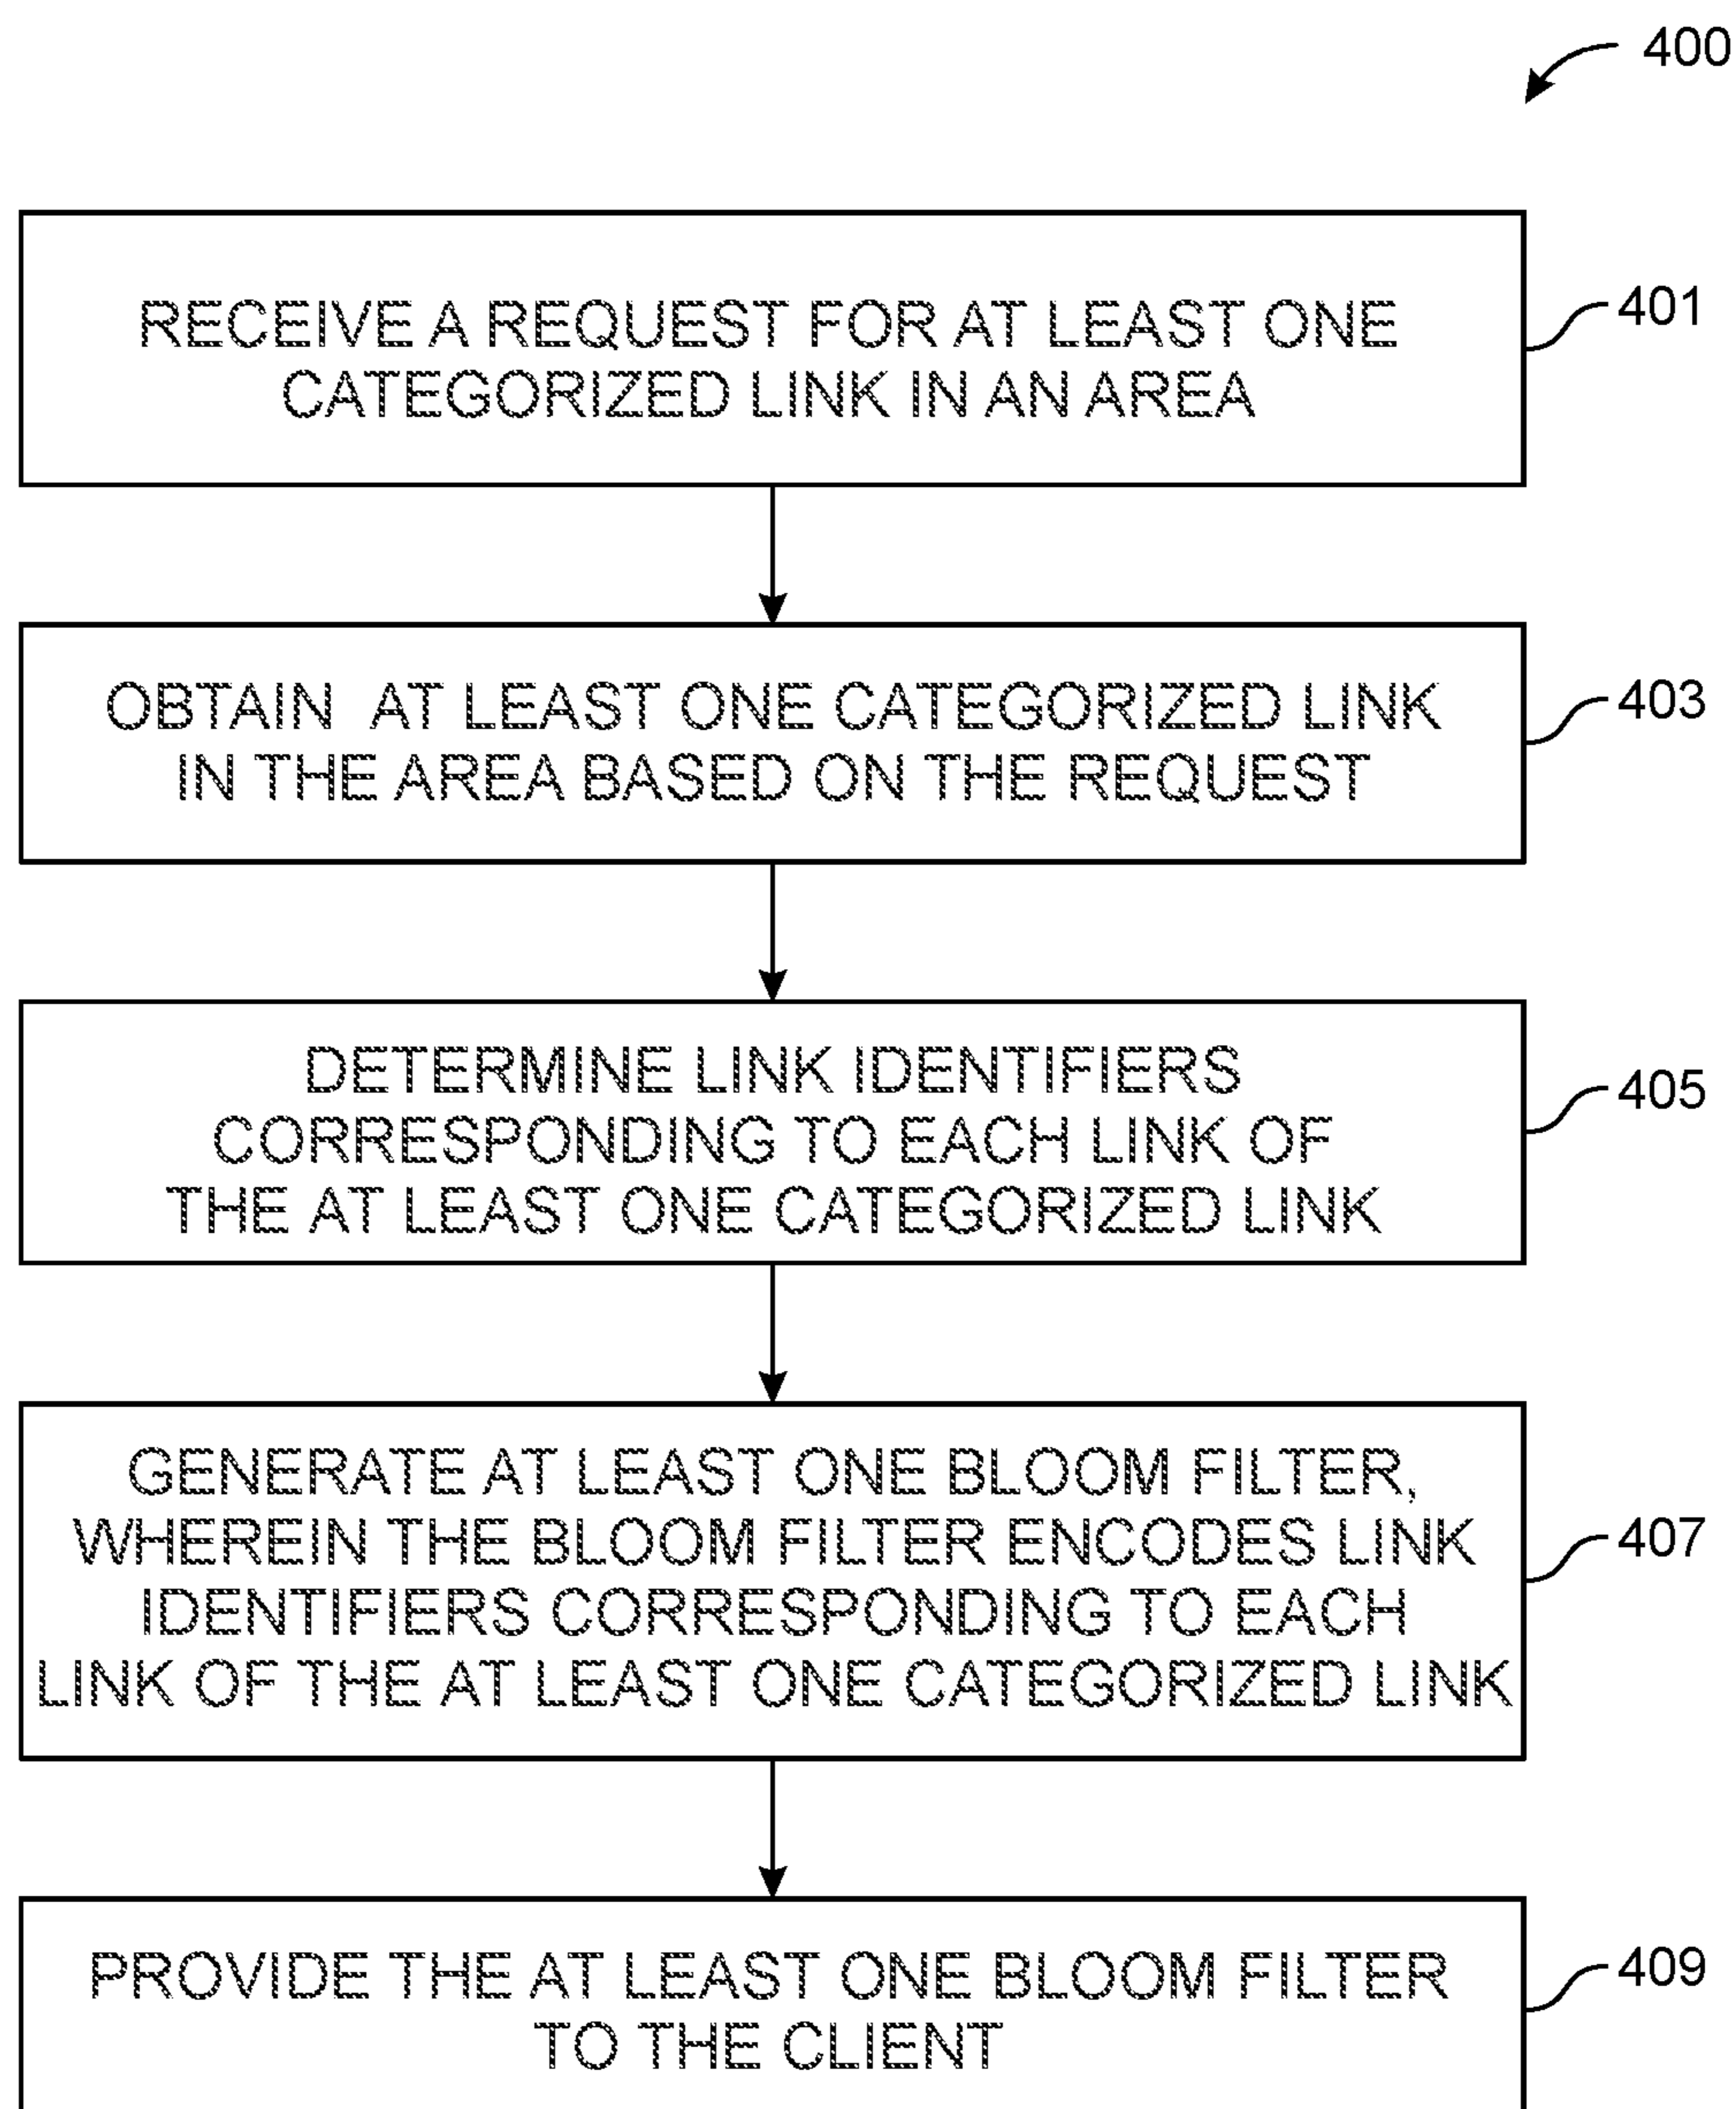 400
RECEIVE A REQUEST FOR AT LEAST ONE
CATEGORIZED LINK IN AN AREA
401
OBTAIN AT LEAST ONE CATEGORIZED LINK
IN THE AREA BASED ON THE REQUEST
403
DETERMINE LINK IDENTIFIERS
CORRESPONDING TO EACH LINK OF
THE AT LEAST ONE CATEGORIZED LINK
405
GENERATE AT LEAST ONE BLOOM FILTER,
WHEREIN THE BLOOM FILTER ENCODES LINK
IDENTIFIERS CORRESPONDING TO EACH
LINK OF THE AT LEAST ONE CATEGORIZED LINK
407
PROVIDE THE AT LEAST ONE BLOOM FILTER
TO THE CLIENT
409